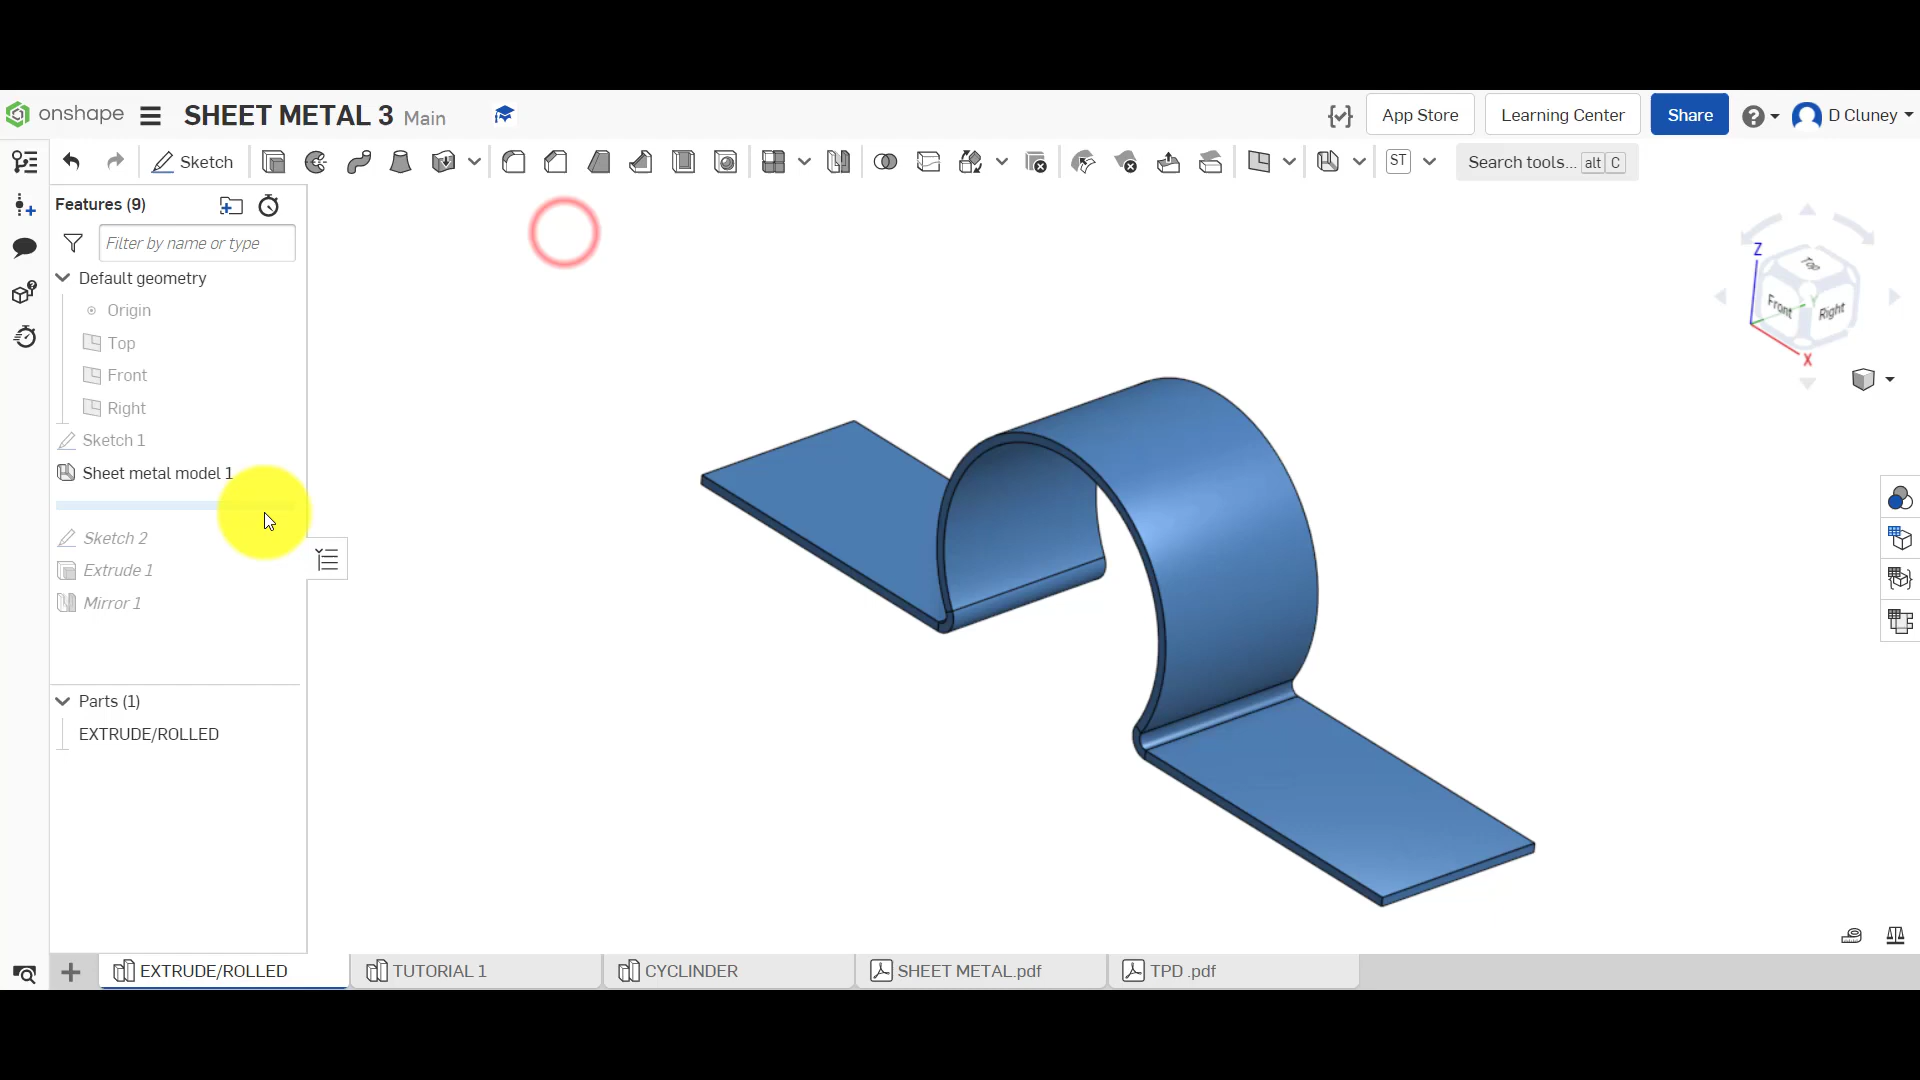 onshape SHEET METAL 3 Main App Store Learning Center Share D Cluney
Sketch ST Search tools... alt C
Features (9)
Filter by name or type
Default geometry
Origin
Top
Front
Right
Sketch 1
Sheet metal model 1
Sketch 2
Extrude 1
Mirror 1
Parts (1)
EXTRUDE/ROLLED
Z
Top
Front
Y
Right
X
EXTRUDE/ROLLED TUTORIAL 1 CYCLINDER SHEET METAL.pdf TPD .pdf